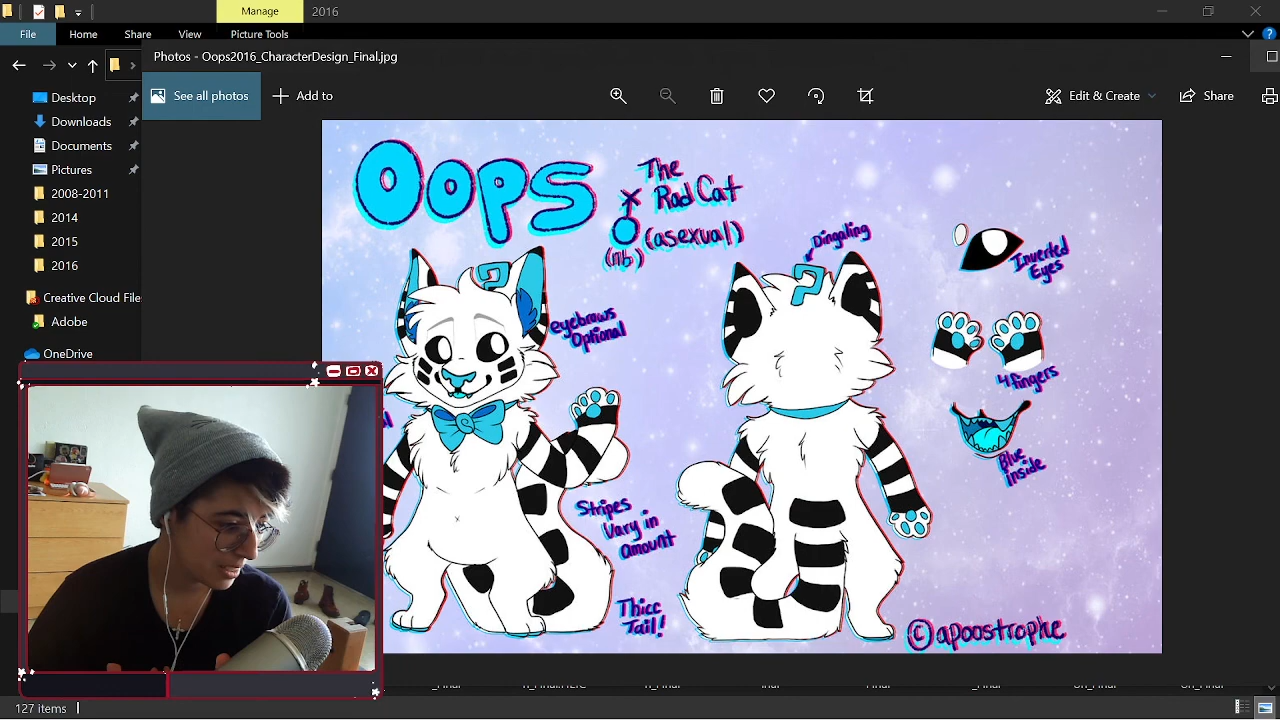 Manage
2016
File
Home
Share
View
Picture Tools
?
Photos - Oops2016_CharacterDesign_Final.jpg
See all photos
Add to
Edit & Create
Share
Desktop
Downloads
Documents
Pictures
2008-2011
2014
2015
2016
Creative Cloud File
Adobe
OneDrive
Oops
The
Rad Cat
(asexual)
(nb)
Dingaling
Inverted
Eyes
eyebrows
Optional
4 fingers
Blue
inside
Stripes
Vary in
amount
Thicc
Tail!
©apoostrophe
127 items